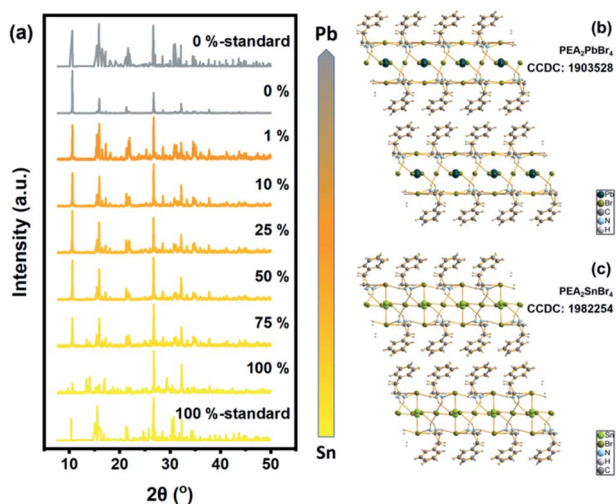 (a)
Pb
0 %-standard
0 %
1 %
10 %
25 %
50 %
75 %
100 %
100 %-standard
Sn
Intensity (a.u.)
10 20 30 40 50
2θ (°)
(b)
PEA2PbBr4
CCDC: 1903528
Pb
Br
C
N
H
(c)
PEA2SnBr4
CCDC: 1982254
Sn
Br
N
H
C